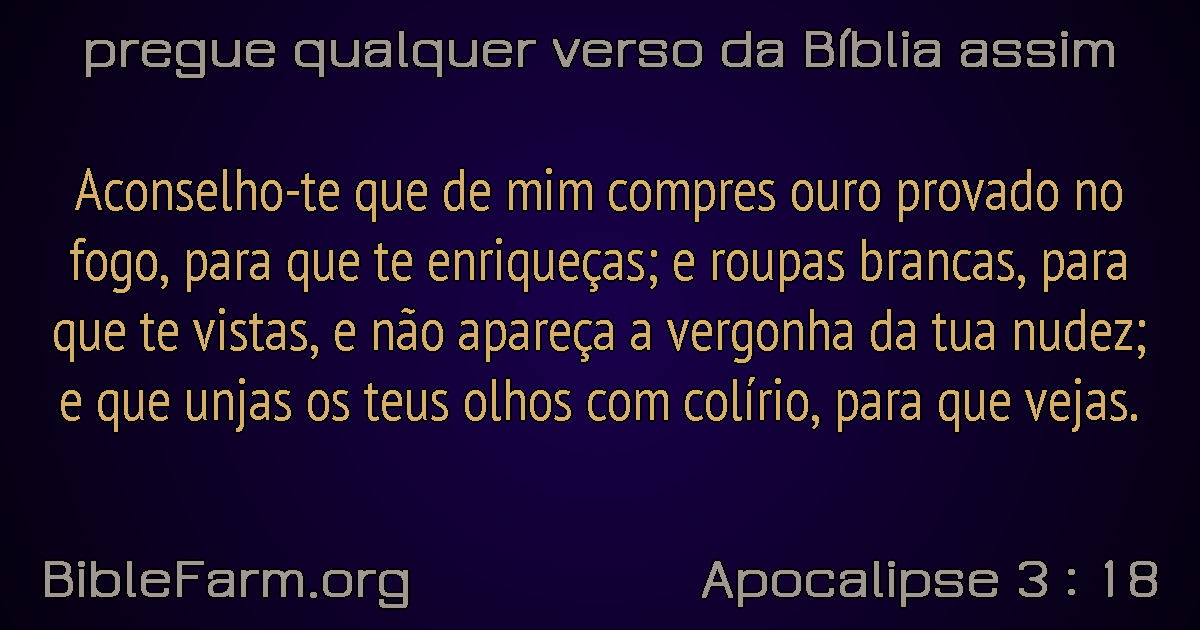 pregue qualquer verso da Bíblia assim
Aconselho-te que de mim compres ouro provado no
fogo, para que te enriqueças; e roupas brancas, para
que te vistas, e não apareça a vergonha da tua nudez;
e que unjas os teus olhos com colírio, para que vejas.
BibleFarm.org
Apocalipse 3 : 18